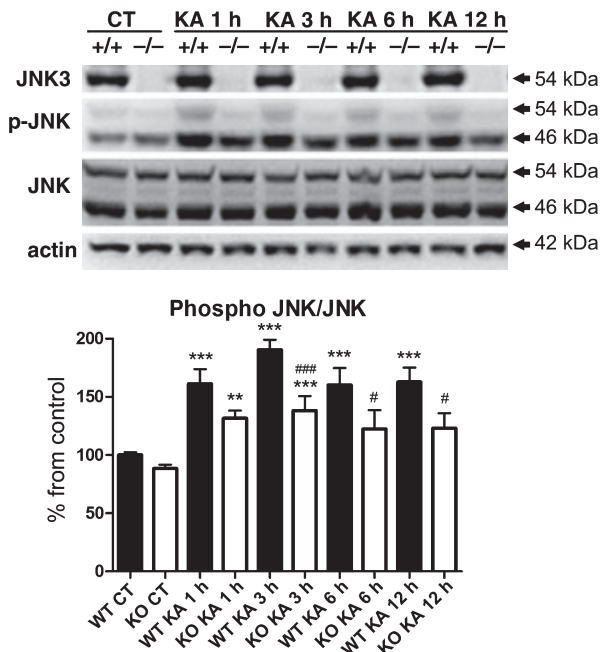 CT KA 1 h KA 3 h KA 6 h KA 12 h
+/+ –/– +/+ –/– +/+ –/– +/+ –/– +/+ –/–
JNK3 54 kDa
p-JNK 54 kDa
46 kDa
JNK 54 kDa
46 kDa
actin 42 kDa
Phospho JNK/JNK
% from control
200
150
100
50
0
*** ** *** ### *** *** # *** #
WT CT KO CT WT KA 1 h KO KA 1 h WT KA 3 h KO KA 3 h WT KA 6 h KO KA 6 h WT KA 12 h KO KA 12 h